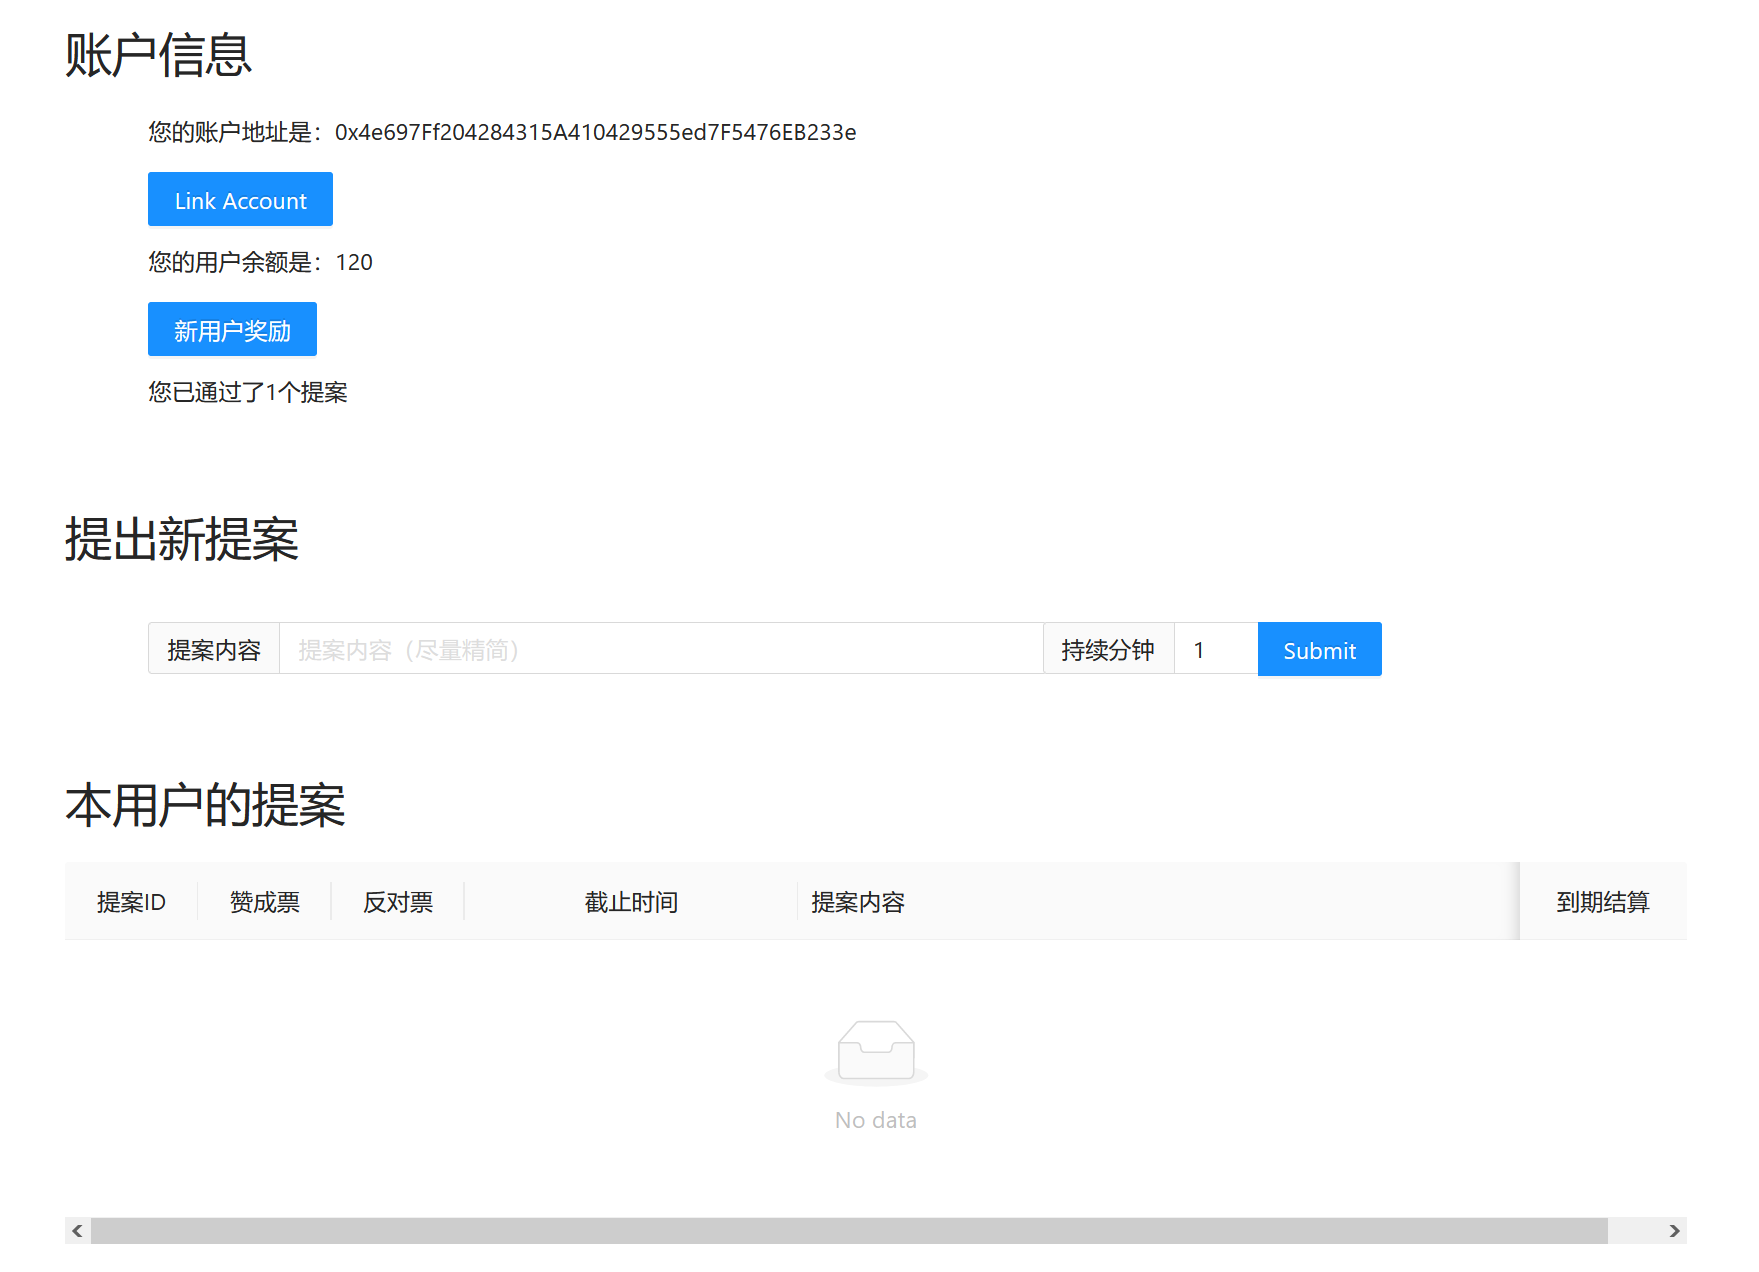 账户信息
您的账户地址是：0x4e697Ff204284315A410429555ed7F5476EB233e
Link Account
您的用户余额是：120
新用户奖励
您已通过了1个提案
提出新提案
提案内容 提案内容（尽量精简） 持续分钟 1 Submit
本用户的提案
提案ID 赞成票 反对票 截止时间 提案内容 到期结算
No data